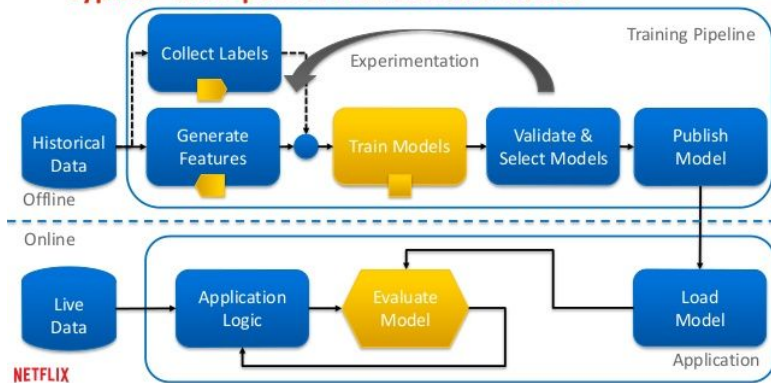 Collect Labels
Training Pipeline
Experimentation
Historical
Data
Generate
Features
Train Models
Validate &
Select Models
Publish
Model
Offline
Online
Live
Data
Application
Logic
Evaluate
Model
Load
Model
Application
NETFLIX